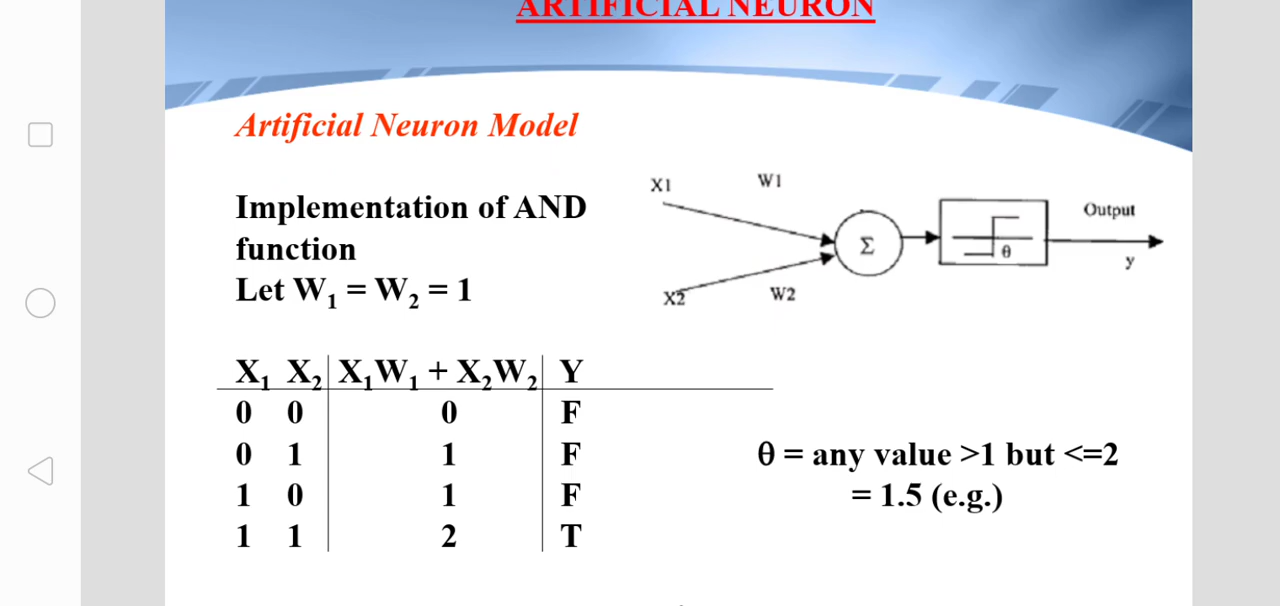 ARTIFICIAL NEURON
Artificial Neuron Model
Implementation of AND
function
Let W₁ = W₂ = 1
X1
W1
X2
W2
Σ
θ
Output
y
X₁ X₂ X₁W₁ + X₂W₂ Y
0 0 0 F
0 1 1 F
1 0 1 F
1 1 2 T
θ = any value >1 but <=2
= 1.5 (e.g.)